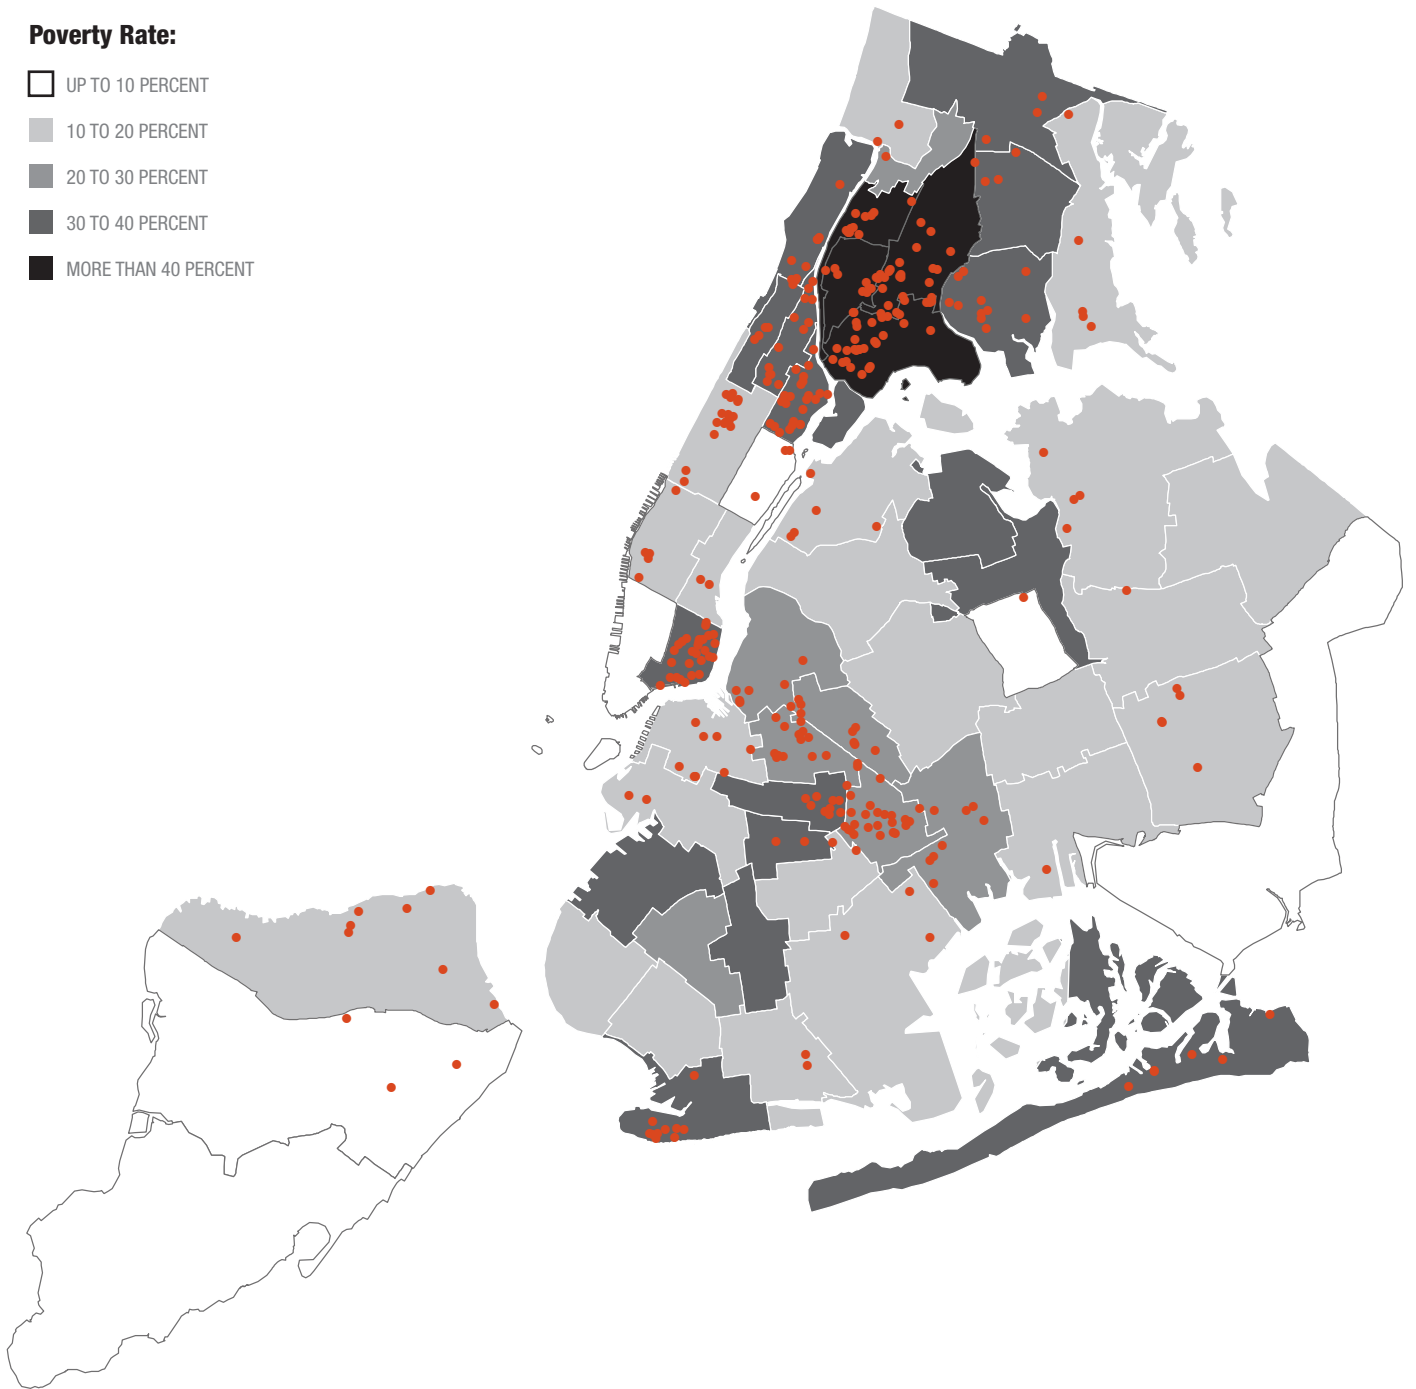 Poverty Rate:
UP TO 10 PERCENT
10 TO 20 PERCENT
20 TO 30 PERCENT
30 TO 40 PERCENT
MORE THAN 40 PERCENT